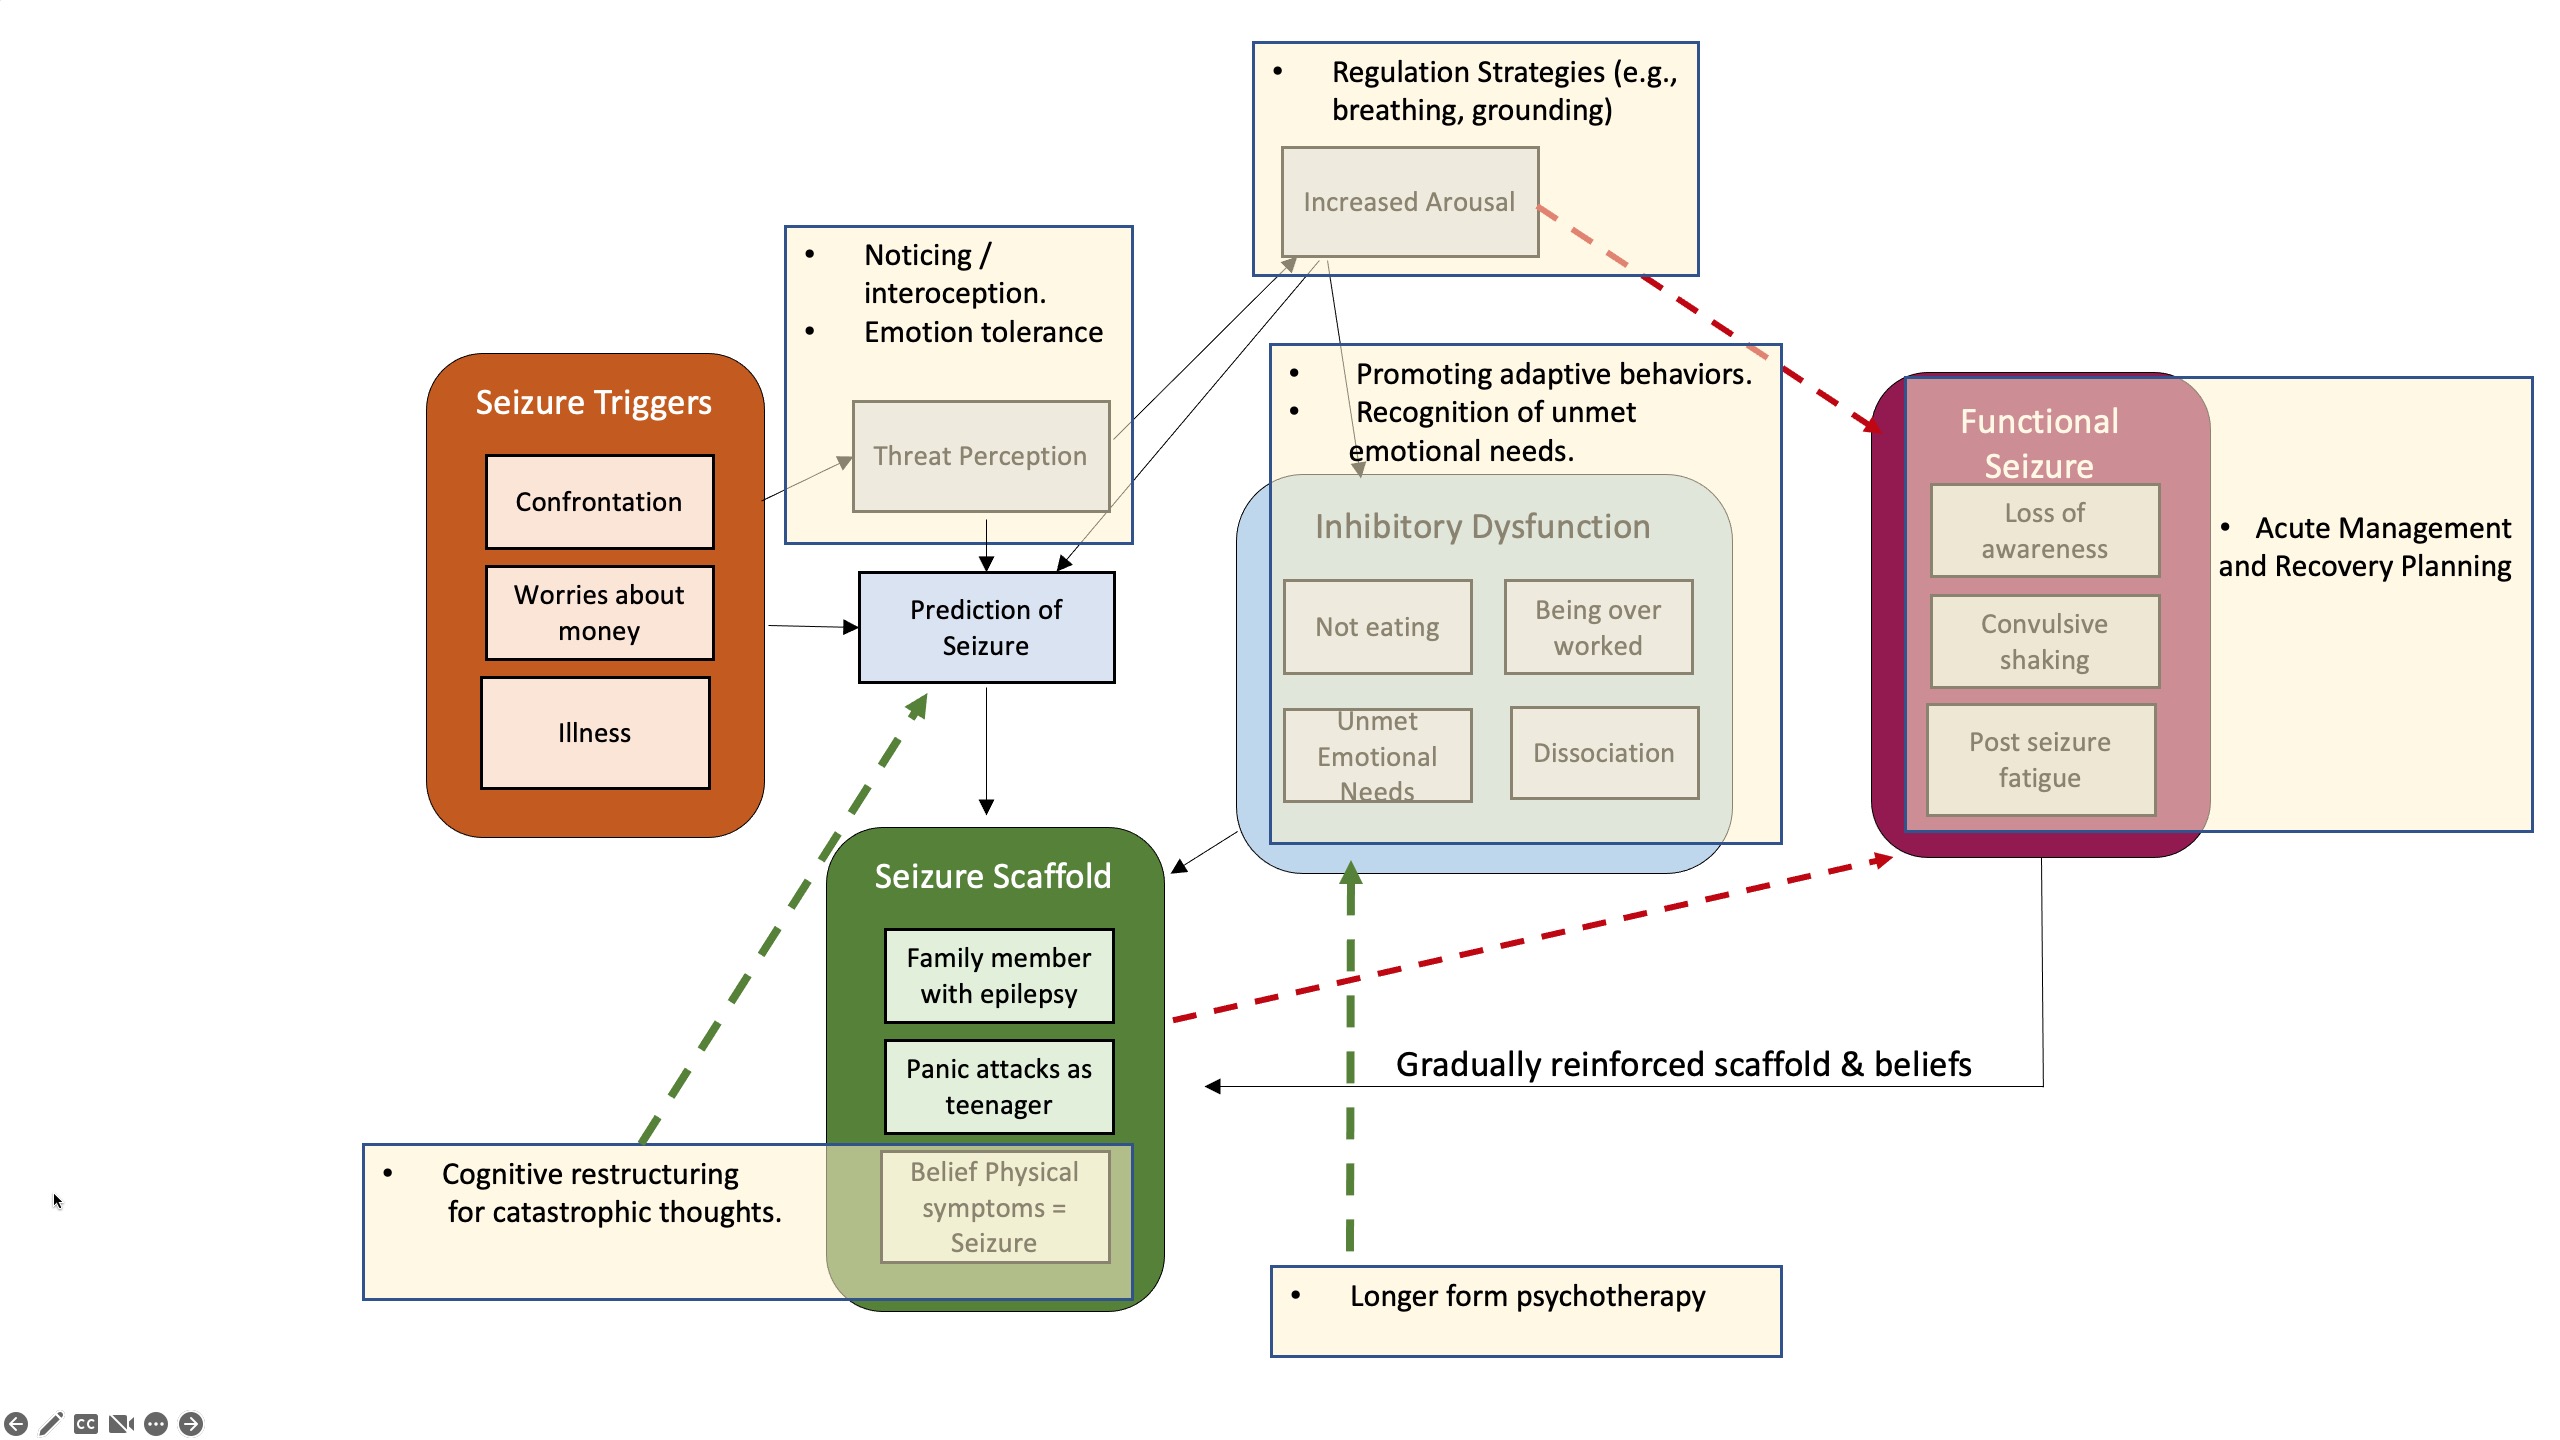 • Regulation Strategies (e.g.,
breathing, grounding)
Increased Arousal
• Noticing /
interoception.
• Emotion tolerance
Threat Perception
Seizure Triggers
Confrontation
Worries about
money
Illness
Prediction of
Seizure
• Promoting adaptive behaviors.
• Recognition of unmet
emotional needs.
Inhibitory Dysfunction
Not eating
Being over
worked
Unmet
Emotional
Needs
Dissociation
Functional
Seizure
Loss of
awareness
Convulsive
shaking
Post seizure
fatigue
• Acute Management
and Recovery Planning
Seizure Scaffold
Family member
with epilepsy
Panic attacks as
teenager
Belief Physical
symptoms =
Seizure
Gradually reinforced scaffold & beliefs
• Cognitive restructuring
for catastrophic thoughts.
• Longer form psychotherapy
CC